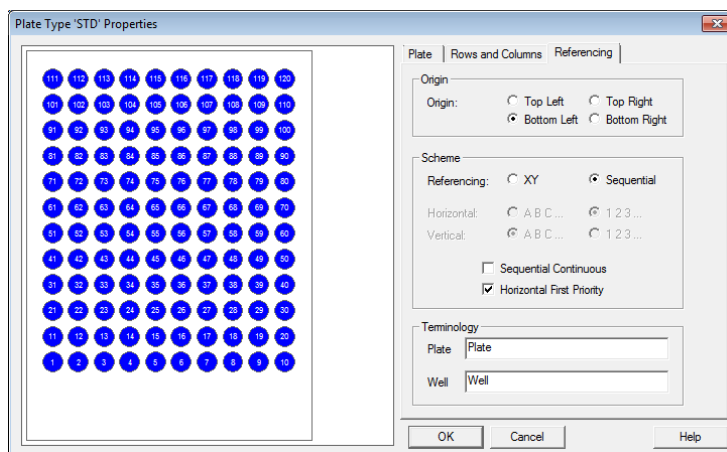 Plate Type 'STD' Properties
Plate Rows and Columns Referencing
111 112 113 114 115 116 117 118 119 120
101 102 103 104 105 106 107 108 109 110
91 92 93 94 95 96 97 98 99 100
81 82 83 84 85 86 87 88 89 90
71 72 73 74 75 76 77 78 79 80
61 62 63 64 65 66 67 68 69 70
51 52 53 54 55 56 57 58 59 60
41 42 43 44 45 46 47 48 49 50
31 32 33 34 35 36 37 38 39 40
21 22 23 24 25 26 27 28 29 30
11 12 13 14 15 16 17 18 19 20
1 2 3 4 5 6 7 8 9 10
Origin
Origin: Top Left Top Right
Bottom Left Bottom Right
Scheme
Referencing: XY Sequential
Horizontal: A B C ... 1 2 3 ...
Vertical: A B C ... 1 2 3 ...
Sequential Continuous
Horizontal First Priority
Terminology
Plate Plate
Well Well
OK Cancel Help